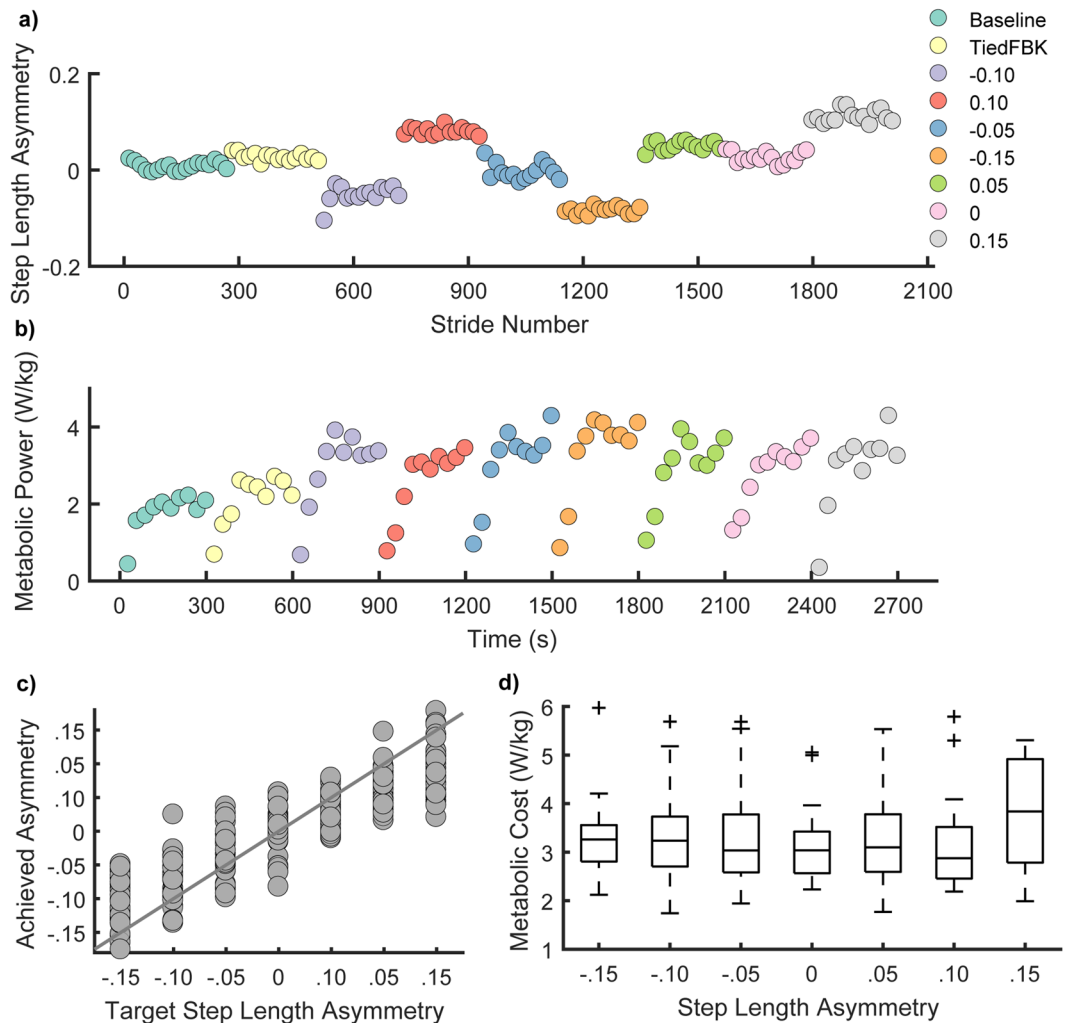 a)
Step Length Asymmetry
0.2
0
-0.2
0 300 600 900 1200 1500 1800 2100
Stride Number
Baseline
TiedFBK
-0.10
0.10
-0.05
-0.15
0.05
0
0.15
b)
Metabolic Power (W/kg)
4
2
0
0 300 600 900 1200 1500 1800 2100 2400 2700
Time (s)
c)
Achieved Asymmetry
.15
.05
.10
0
-.05
-.10
-.15
-.15 -.10 -.05 0 .10 .05 .15
Target Step Length Asymmetry
d)
Metabolic Cost (W/kg)
6
5
4
3
2
1
-.15 -.10 -.05 0 .05 .10 .15
Step Length Asymmetry